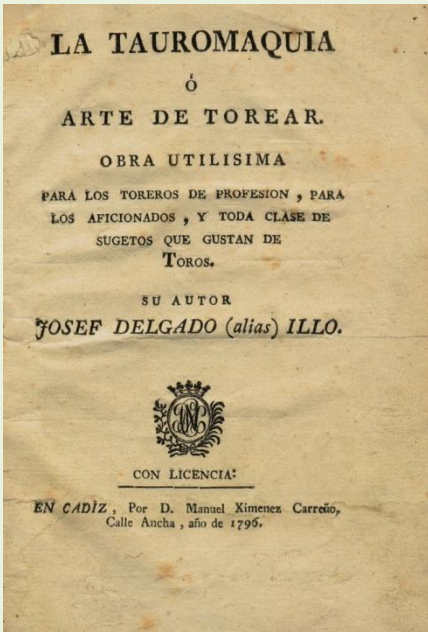 LA TAUROMAQUIA
Ó
ARTE DE TOREAR.
OBRA UTILISIMA
PARA LOS TOREROS DE PROFESION , PARA
LOS AFICIONADOS , Y TODA CLASE DE
SUGETOS QUE GUSTAN DE
TOROS.
SU AUTOR
JOSEF DELGADO (alias) ILLO.
CON LICENCIA:
EN CADIZ , Por D. Manuel Ximenez Carreño,
Calle Ancha , año de 1796.